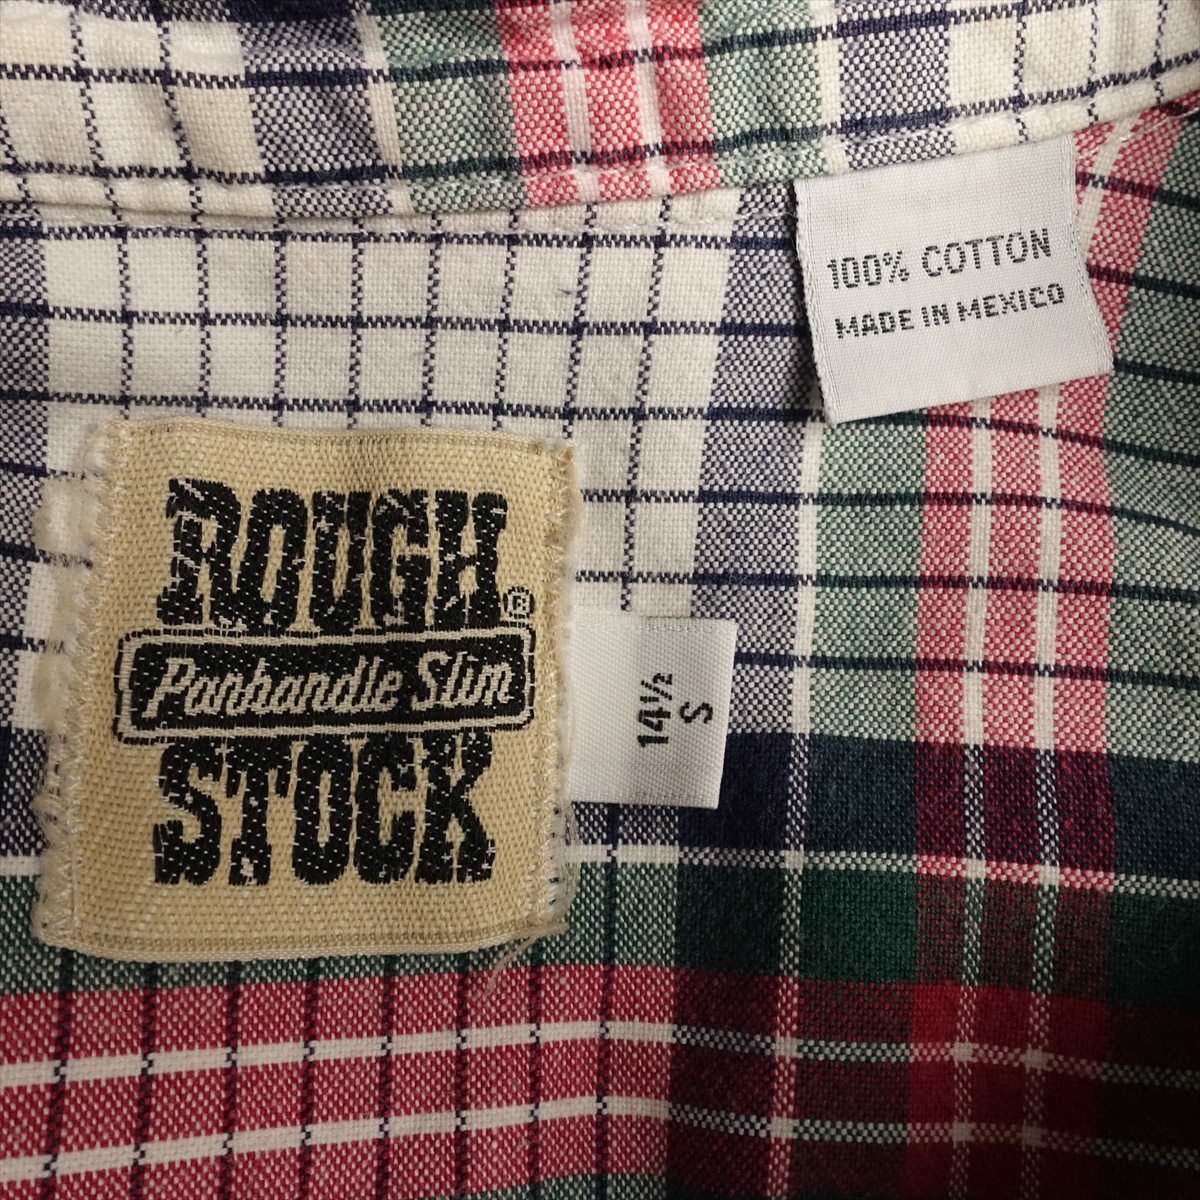 100% COTTON
MADE IN MEXICO
ROUGH®
Panhandle Slim
STOCK
14½
S